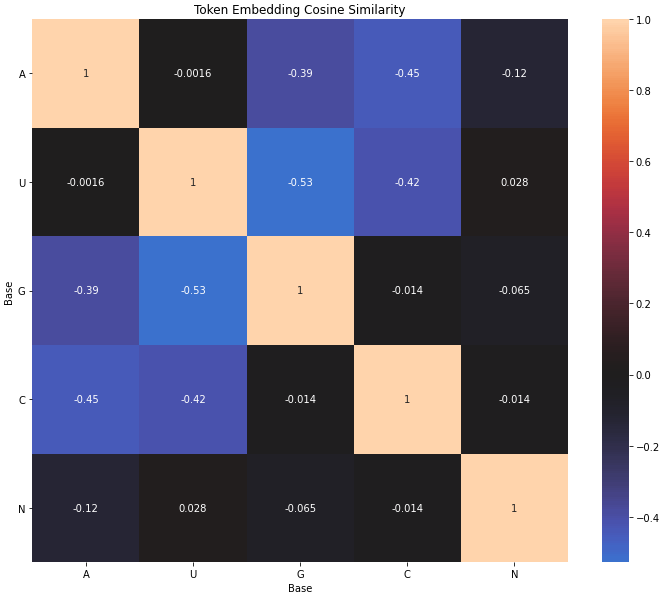 Token Embedding Cosine Similarity
A 1 -0.0016 -0.39 -0.45 -0.12
U -0.0016 1 -0.53 -0.42 0.028
G -0.39 -0.53 1 -0.014 -0.065
C -0.45 -0.42 -0.014 1 -0.014
N -0.12 0.028 -0.065 -0.014 1
A U G C N
Base
Base
1.0
0.8
0.6
0.4
0.2
0.0
−0.2
−0.4